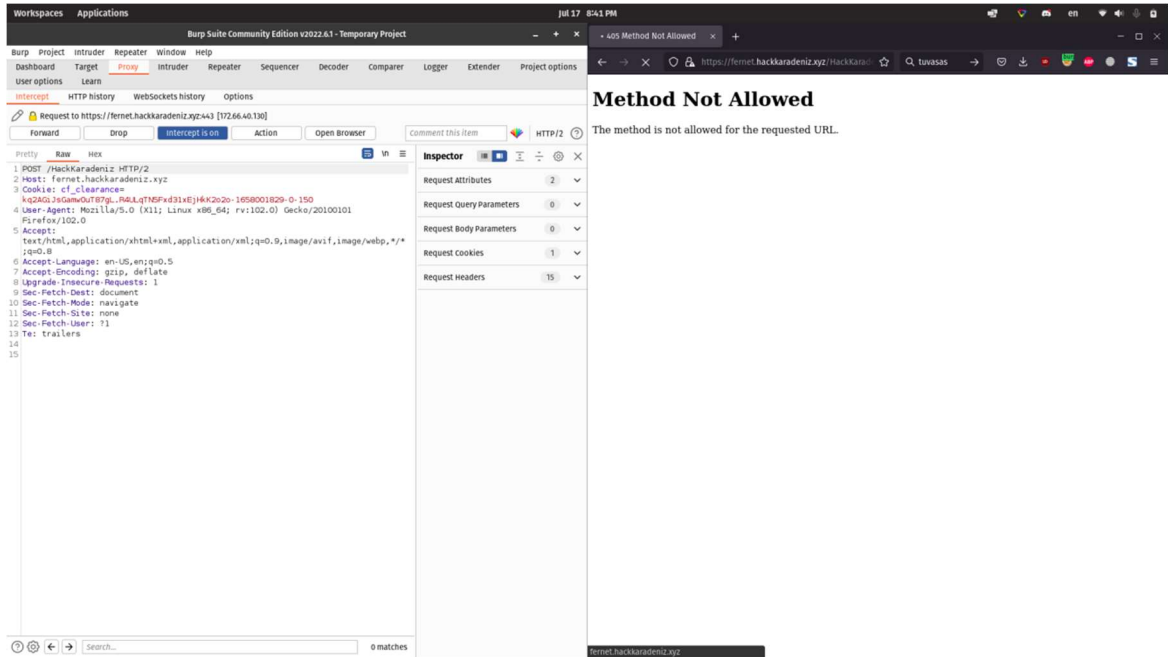 Workspaces Applications Jul 17 8:41 PM en
Burp Suite Community Edition v2022.6.1 - Temporary Project
Burp Project Intruder Repeater Window Help
Dashboard Target Proxy Intruder Repeater Sequencer Decoder Comparer Logger Extender Project options
User options Learn
Intercept HTTP history WebSockets history Options
Request to https://fernet.hackkaradeniz.xyz:443 [172.66.40.130]
Forward Drop Intercept is on Action Open Browser Comment this item HTTP/2
Pretty Raw Hex \n
1 POST /HackKaradeniz HTTP/2
2 Host: fernet.hackkaradeniz.xyz
3 Cookie: cf_clearance=
4 User-Agent: Mozilla/5.0 (X11; Linux x86_64; rv:102.0) Gecko/20100101
Firefox/102.0
5 Accept:
text/html,application/xhtml+xml,application/xml;q=0.9,image/avif,image/webp,*/*
;q=0.8
6 Accept-Language: en-US,en;q=0.5
7 Accept-Encoding: gzip, deflate
8 Upgrade-Insecure-Requests: 1
9 Sec-Fetch-Dest: document
10 Sec-Fetch-Mode: navigate
11 Sec-Fetch-Site: none
12 Sec-Fetch-User: ?1
13 Te: trailers
14
15
Search... 0 matches
Inspector
Request Attributes 2
Request Query Parameters 0
Request Body Parameters 0
Request Cookies 1
Request Headers 15
405 Method Not Allowed
https://fernet.hackkaradeniz.xyz/HackKarad tuvasas
Method Not Allowed
The method is not allowed for the requested URL.
fernet.hackkaradeniz.xyz